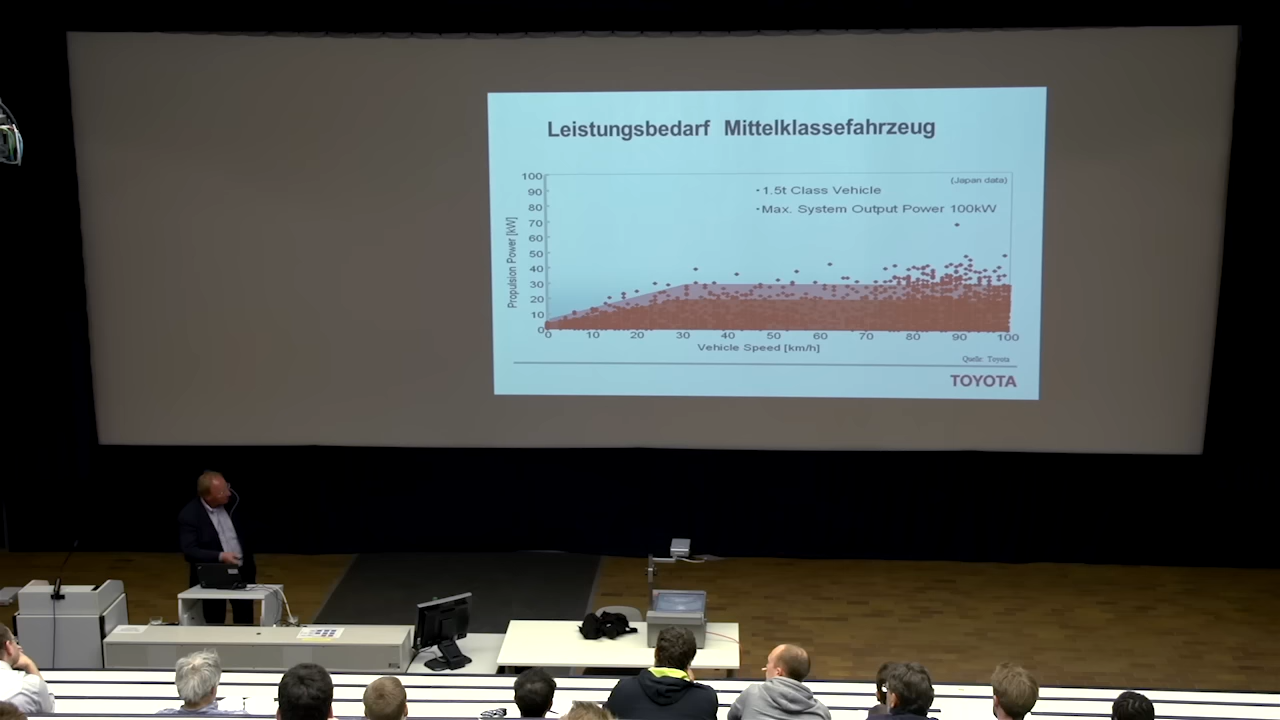 Leistungsbedarf Mittelklassefahrzeug
(Japan data)
・1.5t Class Vehicle
・Max. System Output Power 100kW
Propulsion Power [kW]
100
90
80
70
60
50
40
30
20
10
0
0 10 20 30 40 50 60 70 80 90 100
Vehicle Speed [km/h]
Quelle: Toyota
TOYOTA